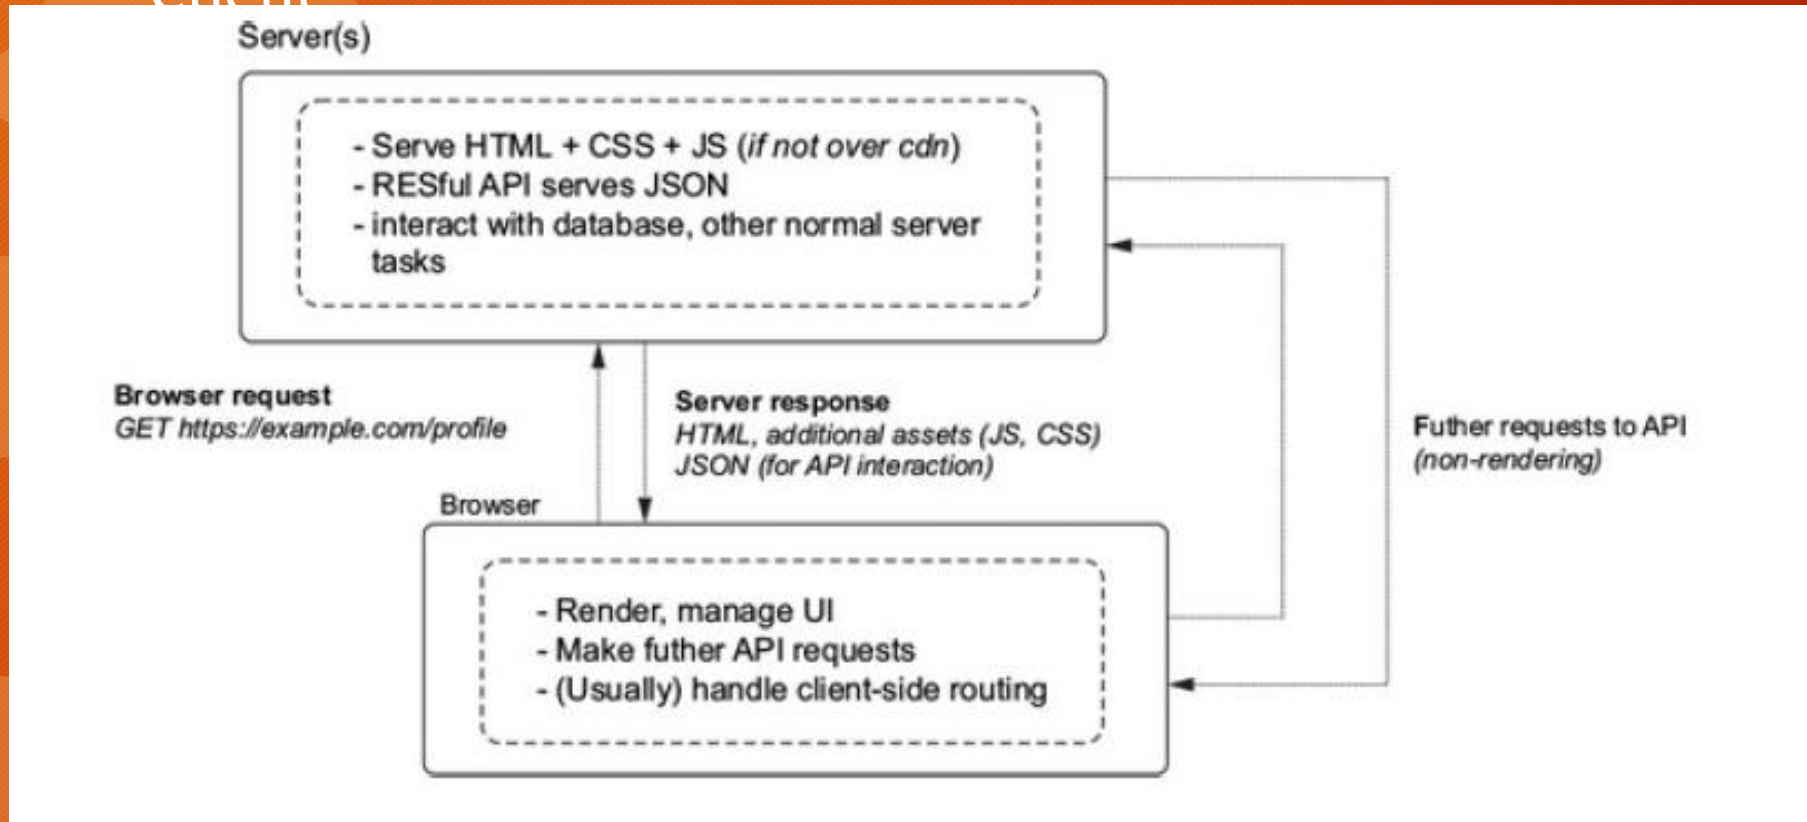 Server(s)
- Serve HTML + CSS + JS (if not over cdn)
- RESful API serves JSON
- interact with database, other normal server
tasks
Browser request
GET https://example.com/profile
Server response
HTML, additional assets (JS, CSS)
JSON (for API interaction)
Futher requests to API
(non-rendering)
Browser
- Render, manage UI
- Make futher API requests
- (Usually) handle client-side routing